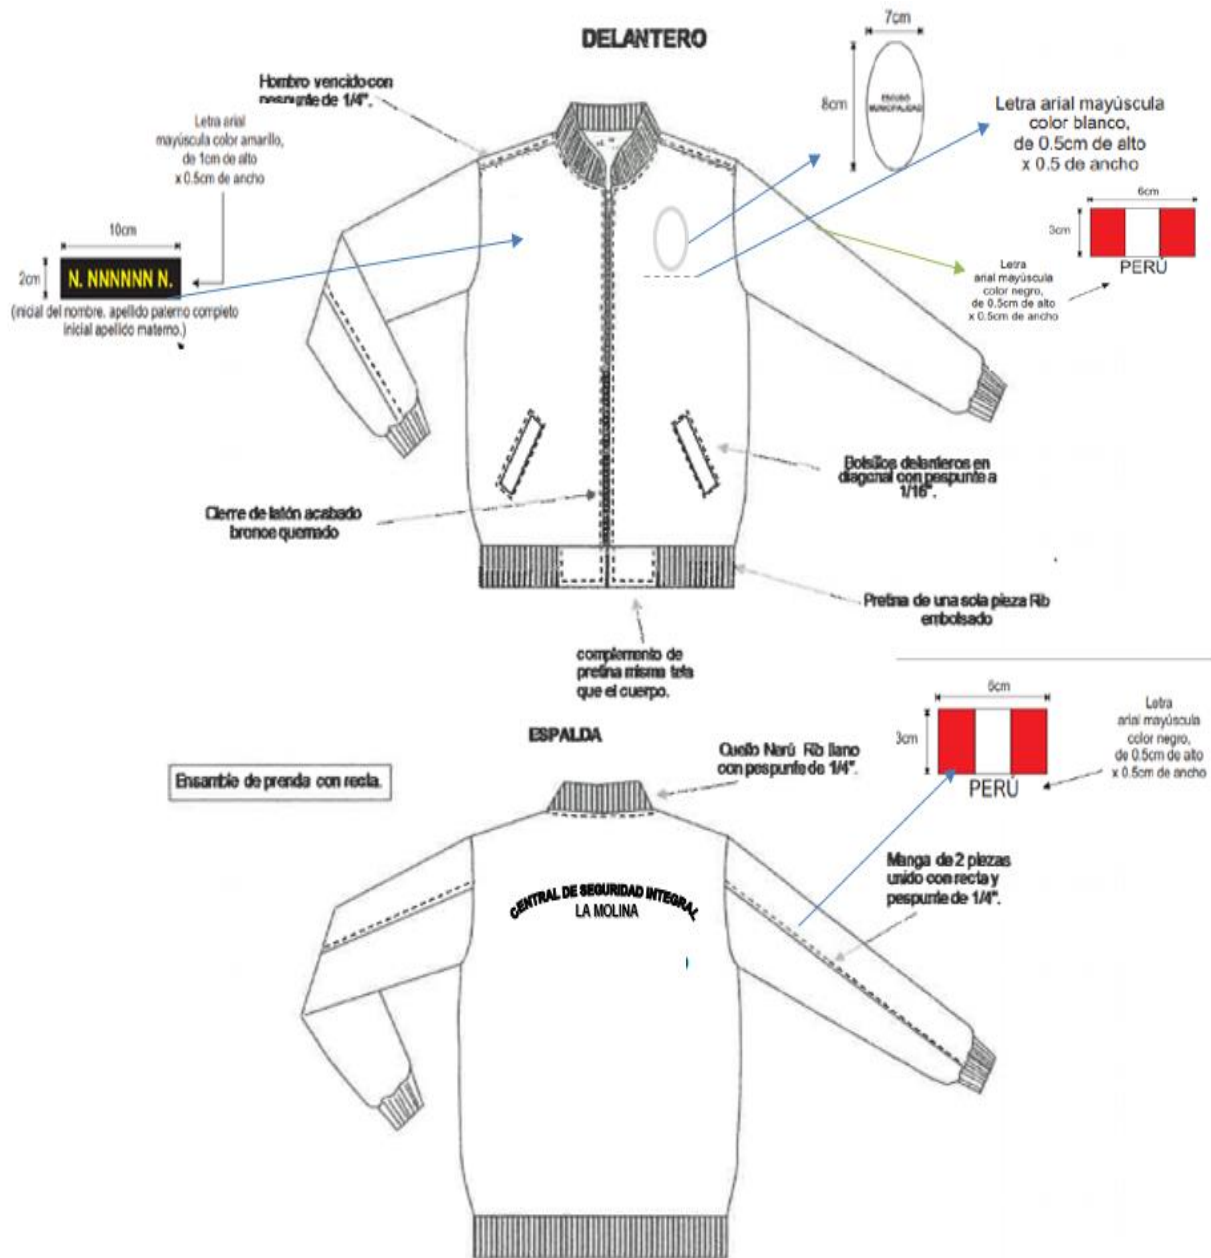 DELANTERO
7cm
8cm
ESCUDO
MUNICIPALIDAD
Hombro vencido con
pespunte de 1/4".
Letra arial
mayúscula color amarillo,
de 1cm de alto
x 0.5cm de ancho
Letra arial mayúscula
color blanco,
de 0.5cm de alto
x 0.5 de ancho
6cm
3cm
PERÚ
Letra
arial mayúscula
color negro,
de 0.5cm de alto
x 0.5cm de ancho
10cm
2cm
N. NNNNNN N.
(inicial del nombre. apellido paterno completo
inicial apellido materno.)
Bolsillos delanteros en
diagonal con pespunte a
1/16".
Cierre de latón acabado
bronce quemado
Pretina de una sola pieza Rib
embolsado
complemento de
pretina misma tela
que el cuerpo.
ESPALDA
Ensamble de prenda con recta.
Cuello Nerú Rib llano
con pespunte de 1/4".
6cm
3cm
PERÚ
Letra
arial mayúscula
color negro,
de 0.5cm de alto
x 0.5cm de ancho
Manga de 2 piezas
unido con recta y
pespunte de 1/4".
CENTRAL DE SEGURIDAD INTEGRAL
LA MOLINA